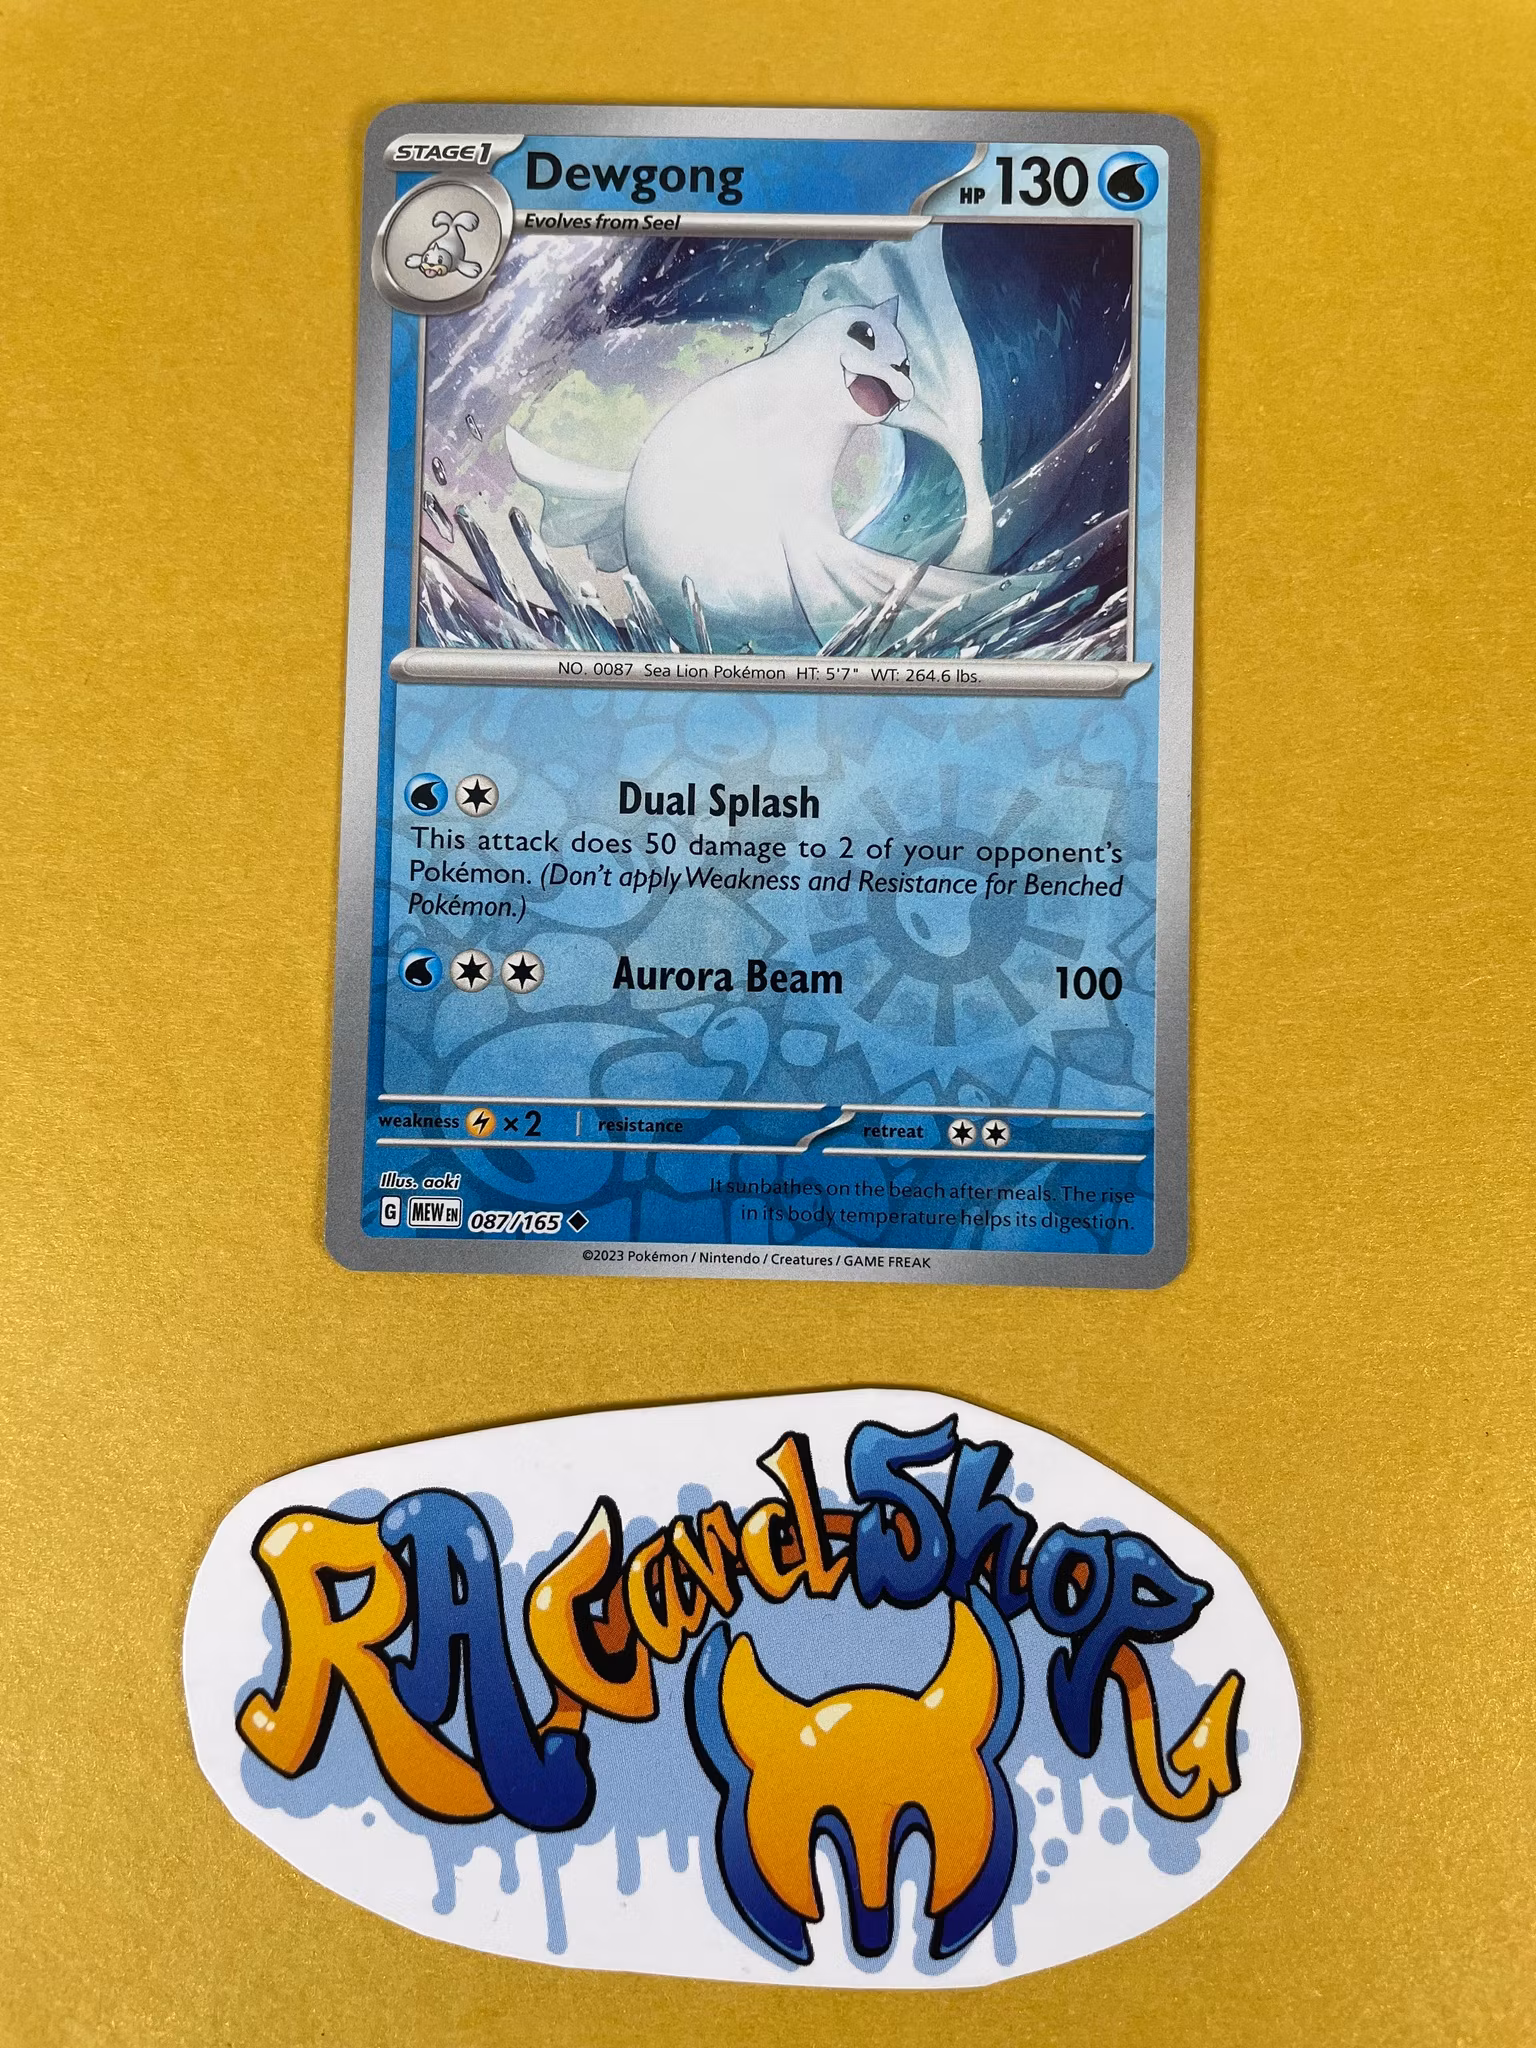 STAGE 1
Dewgong
HP 130
Evolves from Seel
NO. 0087 Sea Lion Pokémon HT: 5'7" WT: 264.6 lbs.
Dual Splash
This attack does 50 damage to 2 of your opponent's
Pokémon. (Don't apply Weakness and Resistance for Benched
Pokémon.)
Aurora Beam 100
weakness ×2 resistance retreat
Illus. aoki
It sunbathes on the beach after meals. The rise
in its body temperature helps its digestion.
G MEW EN 087/165
©2023 Pokémon / Nintendo / Creatures / GAME FREAK
RA Card Shop